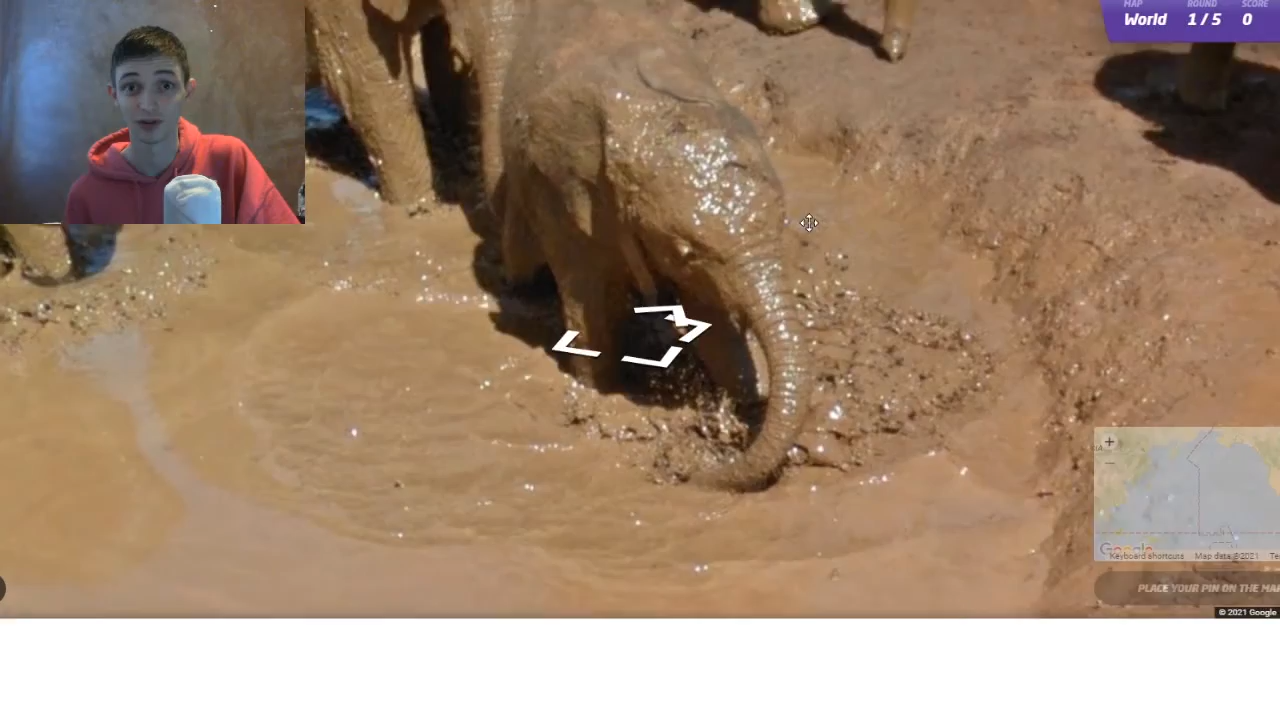 MAP ROUND SCORE
World 1 / 5 0
+
Google
Keyboard shortcuts Map data ©2021
PLACE YOUR PIN ON THE MAP
© 2021 Google